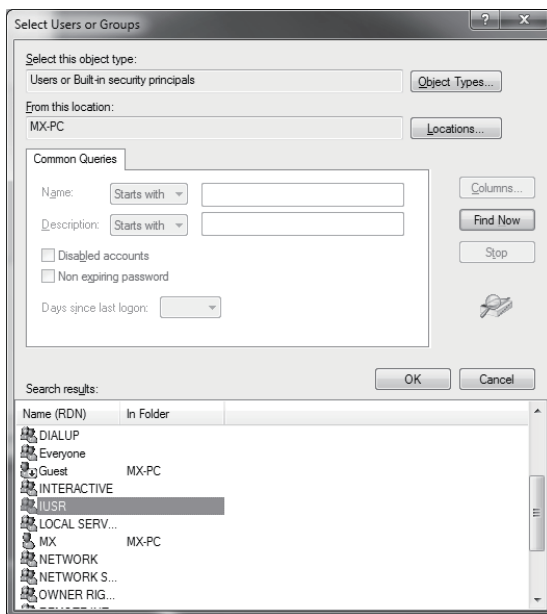 Select Users or Groups
Select this object type:
Users or Built-in security principals
Object Types...
From this location:
MX-PC
Locations...
Common Queries
Name: Starts with
Columns...
Description: Starts with
Find Now
Disabled accounts
Stop
Non expiring password
Days since last logon:
OK
Cancel
Search results:
Name (RDN) In Folder
DIALUP
Everyone
Guest MX-PC
INTERACTIVE
IUSR
LOCAL SERV...
MX MX-PC
NETWORK
NETWORK S...
OWNER RIG...